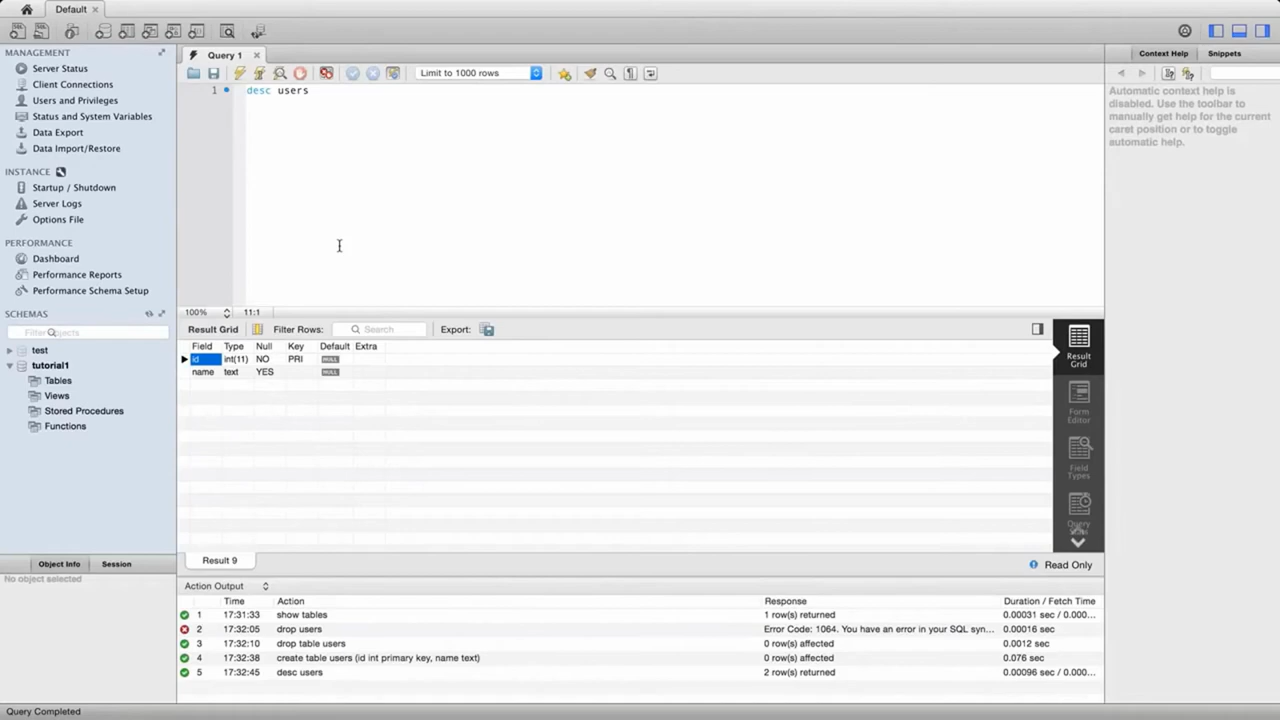 Default
MANAGEMENT
Server Status
Client Connections
Users and Privileges
Status and System Variables
Data Export
Data Import/Restore
INSTANCE
Startup / Shutdown
Server Logs
Options File
PERFORMANCE
Dashboard
Performance Reports
Performance Schema Setup
SCHEMAS
Filter objects
test
tutorial1
Tables
Views
Stored Procedures
Functions
Object Info Session
No object selected
Query 1
Limit to 1000 rows
1 desc users
100% 11:1
Result Grid Filter Rows: Search Export:
Field Type Null Key Default Extra
id int(11) NO PRI NULL
name text YES NULL
Result Grid
Form Editor
Field Types
Query
Result 9
Read Only
Action Output
Time Action Response Duration / Fetch Time
1 17:31:33 show tables 1 row(s) returned 0.00031 sec / 0.000...
2 17:32:05 drop users Error Code: 1064. You have an error in your SQL syn... 0.00016 sec
3 17:32:10 drop table users 0 row(s) affected 0.0012 sec
4 17:32:38 create table users (id int primary key, name text) 0 row(s) affected 0.076 sec
5 17:32:45 desc users 2 row(s) returned 0.00096 sec / 0.000...
Context Help Snippets
Automatic context help is
disabled. Use the toolbar to
manually get help for the current
caret position or to toggle
automatic help.
Query Completed